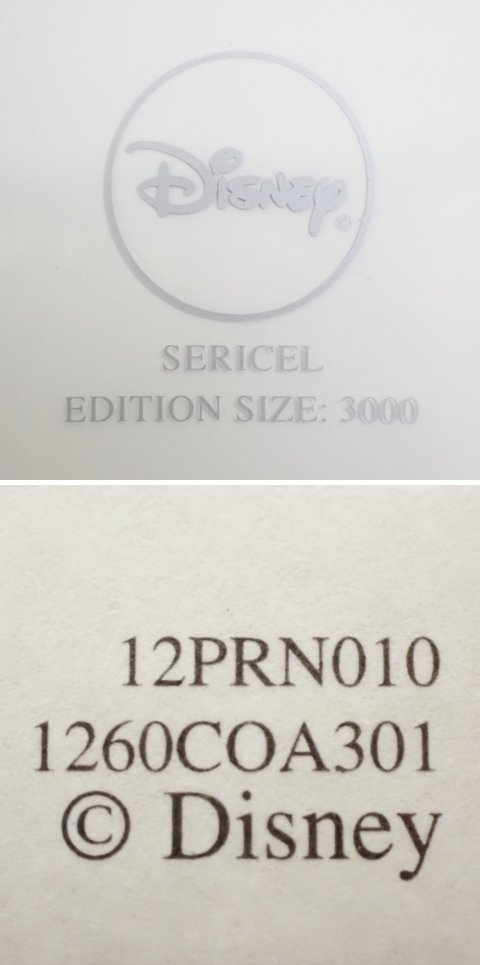 Disney ©
SERICEL
EDITION SIZE: 3000
12PRN010
1260COA301
© Disney